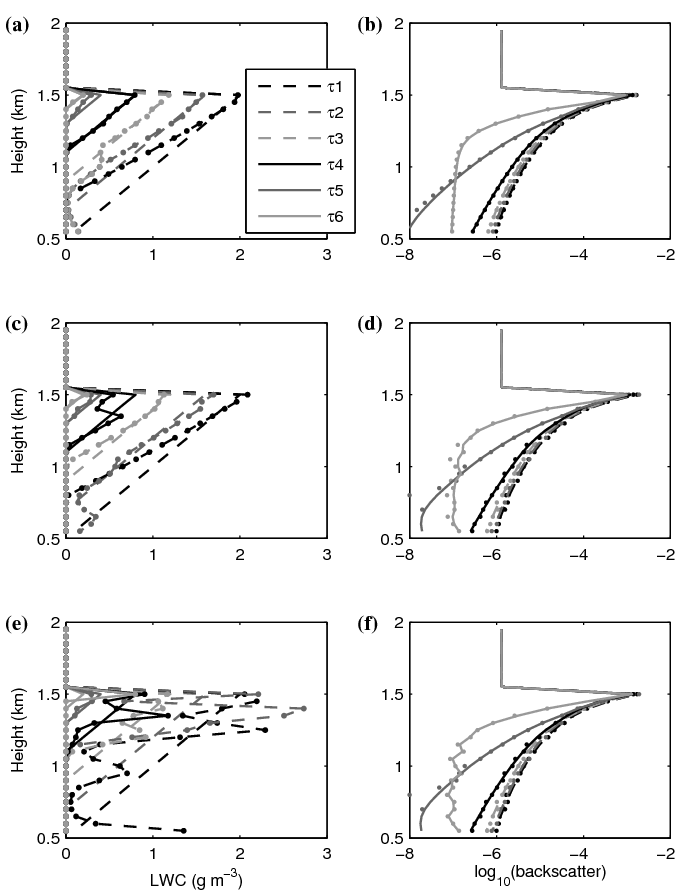 (a)
2
1.5
1
0.5
Height (km)
0 1 2 3
τ1
τ2
τ3
τ4
τ5
τ6
(b)
2
1.5
1
0.5
−8 −6 −4 −2
(c)
2
1.5
1
0.5
Height (km)
0 1 2 3
(d)
2
1.5
1
0.5
−8 −6 −4 −2
(e)
2
1.5
1
0.5
Height (km)
0 1 2 3
LWC (g m⁻³)
(f)
2
1.5
1
0.5
−8 −6 −4 −2
log₁₀(backscatter)